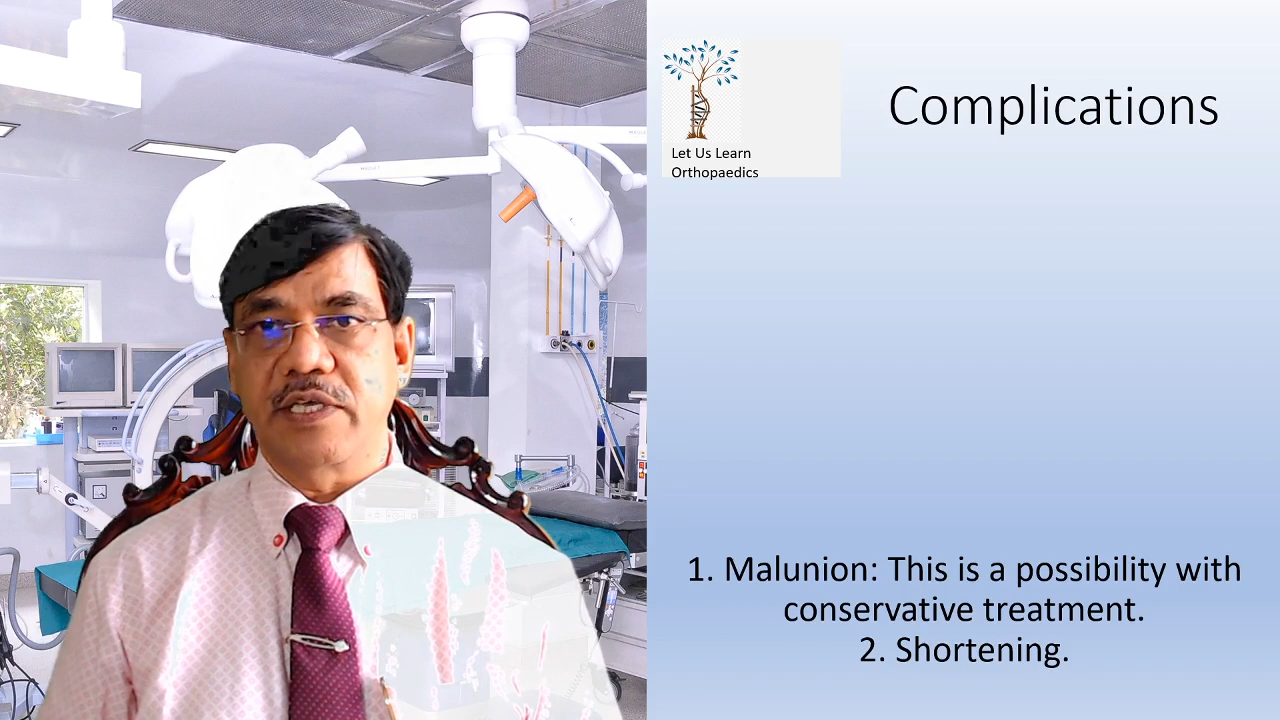 Complications
Let Us Learn
Orthopaedics
1. Malunion: This is a possibility with
conservative treatment.
2. Shortening.